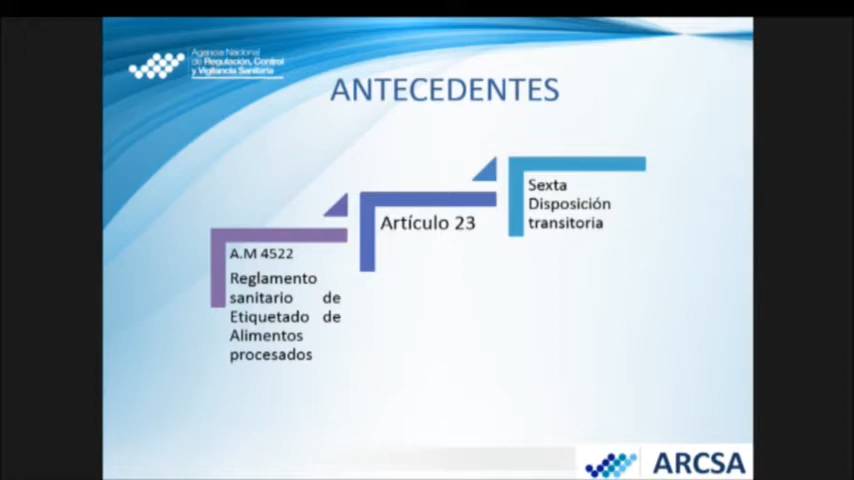 Agencia Nacional
de Regulación, Control
y Vigilancia Sanitaria
ANTECEDENTES
A.M 4522
Reglamento
sanitario de
Etiquetado de
Alimentos
procesados
Artículo 23
Sexta
Disposición
transitoria
ARCSA